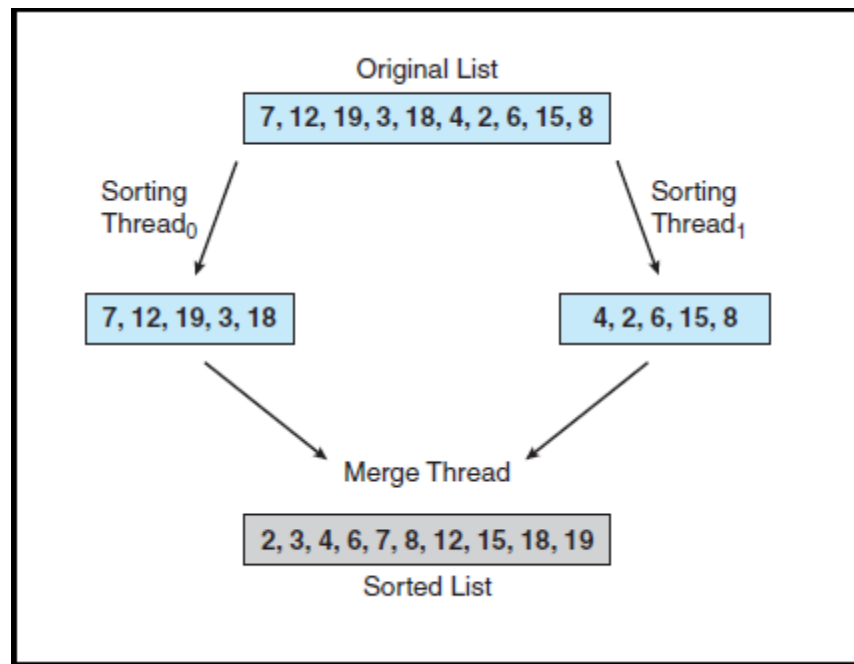 Original List
7, 12, 19, 3, 18, 4, 2, 6, 15, 8
Sorting
Thread0
Sorting
Thread1
7, 12, 19, 3, 18
4, 2, 6, 15, 8
Merge Thread
2, 3, 4, 6, 7, 8, 12, 15, 18, 19
Sorted List